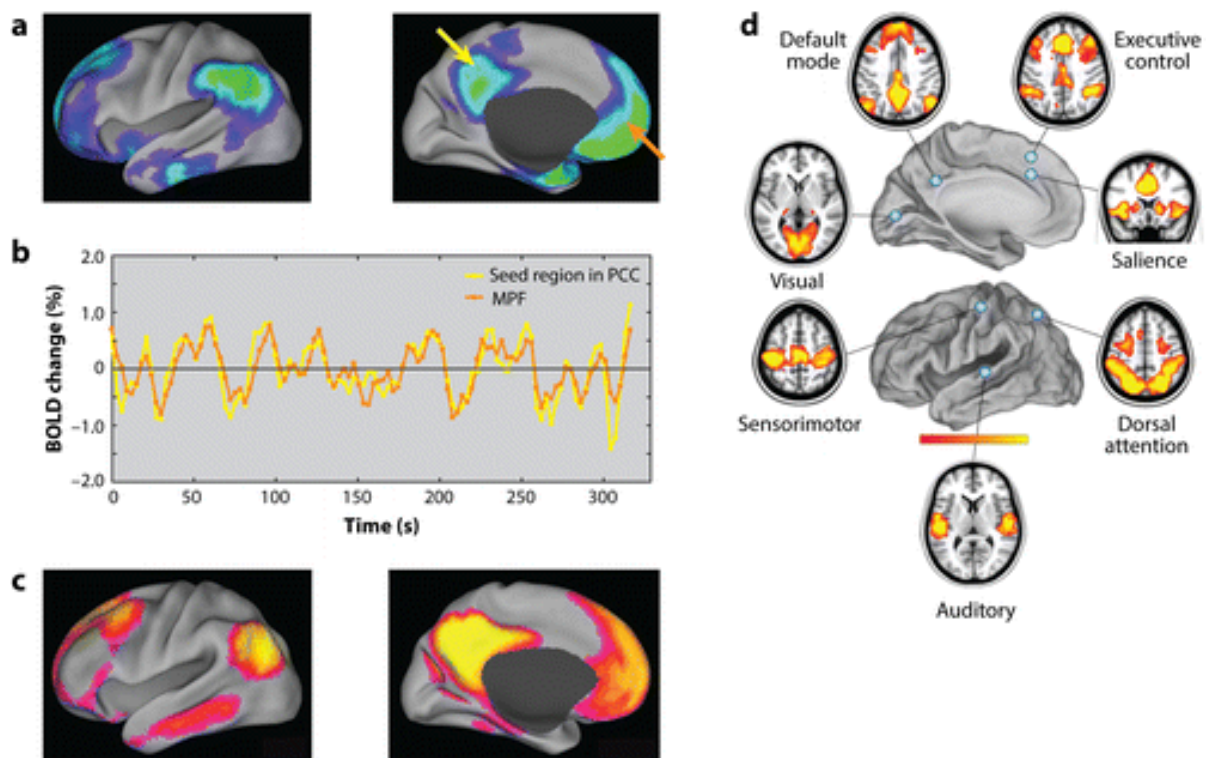 a
b
2.0
1.0
0
−1.0
−2.0
BOLD change (%)
Seed region in PCC
MPF
0
50
100
150
200
250
300
Time (s)
c
d
Default
mode
Executive
control
Visual
Salience
Sensorimotor
Dorsal
attention
Auditory